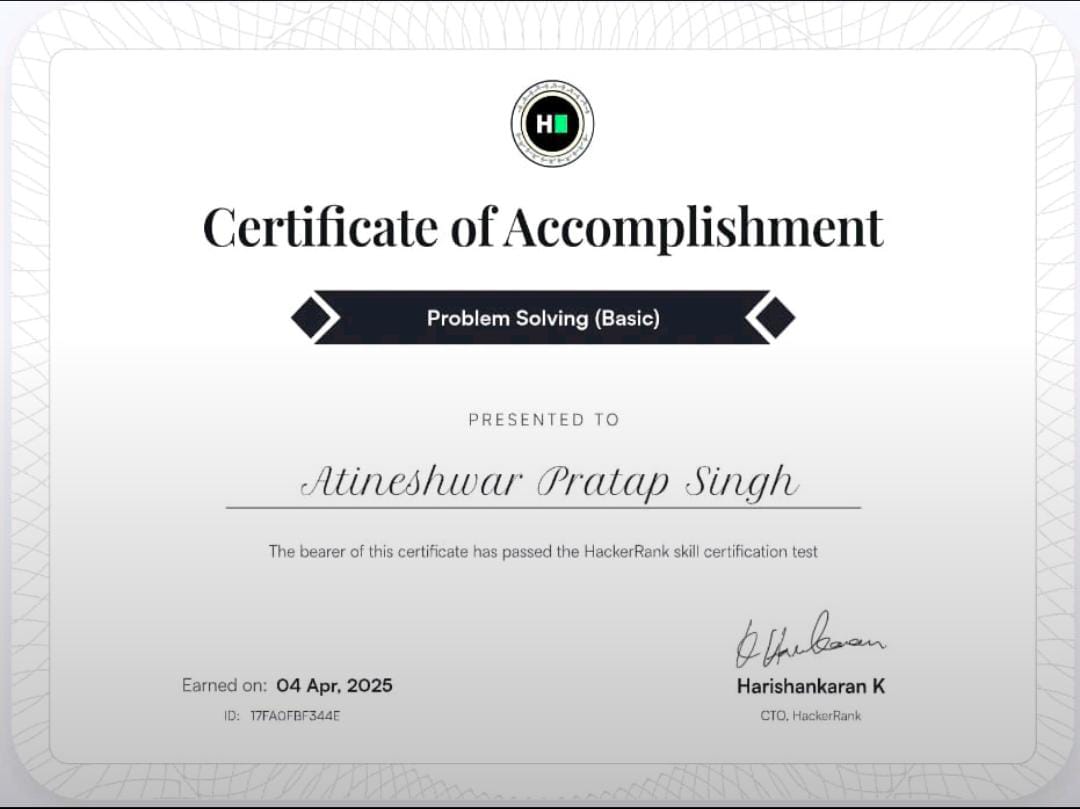 H
Certificate of Accomplishment
Problem Solving (Basic)
PRESENTED TO
Atineshwar Pratap Singh
The bearer of this certificate has passed the HackerRank skill certification test
Earned on: 04 Apr, 2025
ID: 17FA0FBF344E
Harishankaran K
CTO, HackerRank